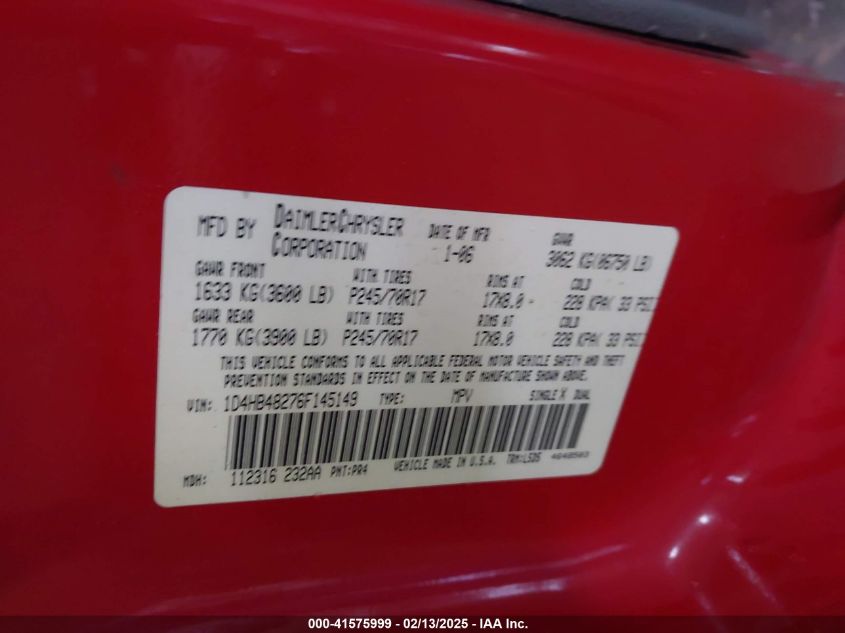 MFD BY DAIMLERCHRYSLER CORPORATION DATE OF MFR 1-06 GVWR 3062 KG(06750 LB)
GAWR FRONT WITH TIRES RIMS AT COLD
1633 KG(3600 LB) P245/70R17 17X8.0 - 228 KPA( 33 PSI
GAWR REAR WITH TIRES RIMS AT COLD
1770 KG(3900 LB) P245/70R17 17X8.0 228 KPA( 33 PSI
THIS VEHICLE CONFORMS TO ALL APPLICABLE FEDERAL MOTOR VEHICLE SAFETY AND THEFT
PREVENTION STANDARDS IN EFFECT ON THE DATE OF MANUFACTURE SHOWN ABOVE.
VIN: 1D4HB48276F145149 TYPE: MPV SINGLE X DUAL
MDH: 112316 232AA PNT:PR4 VEHICLE MADE IN U.S.A. TRM:L5D5
000-41575999 - 02/13/2025 - IAA Inc.